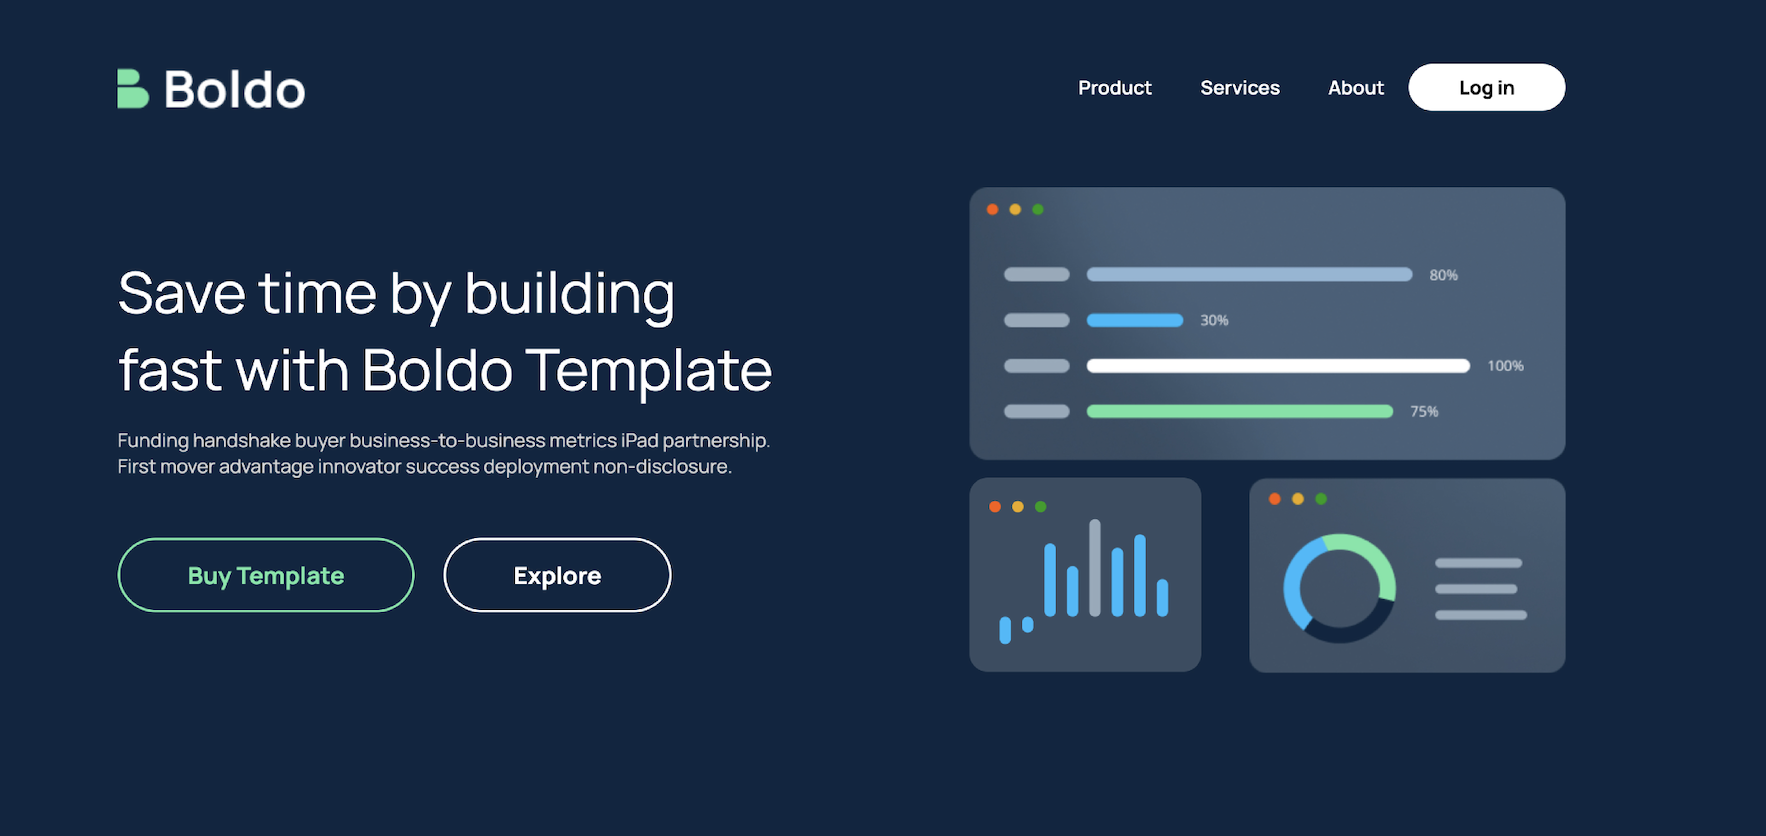 Boldo
Product Services About Log in
Save time by building
fast with Boldo Template
Funding handshake buyer business-to-business metrics iPad partnership.
First mover advantage innovator success deployment non-disclosure.
Buy Template Explore
80%
30%
100%
75%